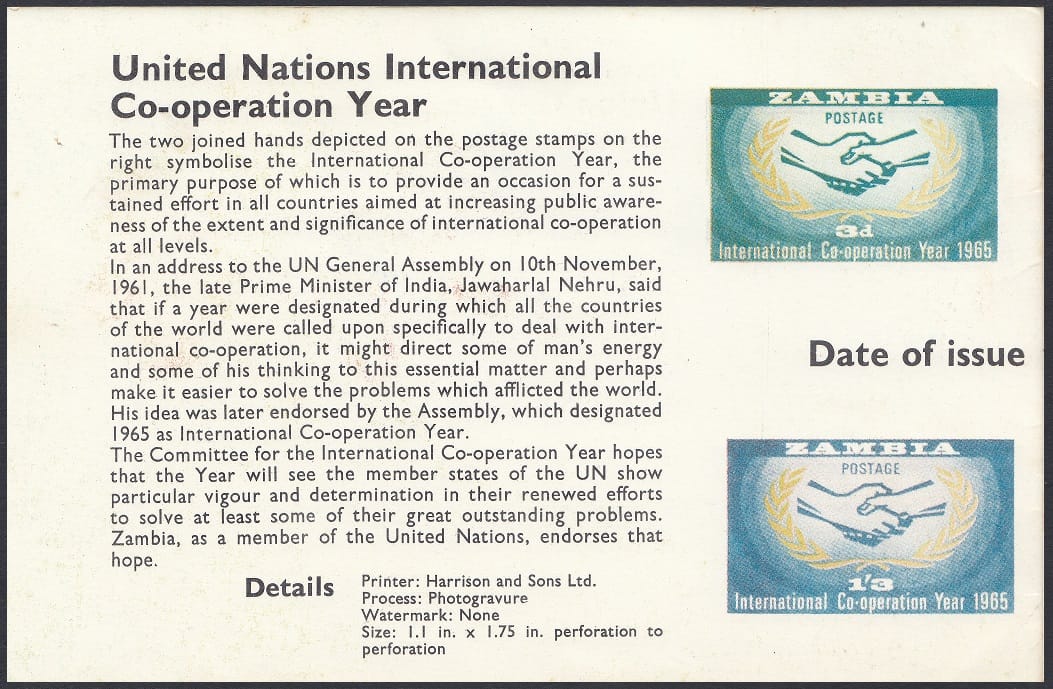 United Nations International
Co-operation Year
The two joined hands depicted on the postage stamps on the
right symbolise the International Co-operation Year, the
primary purpose of which is to provide an occasion for a sus-
tained effort in all countries aimed at increasing public aware-
ness of the extent and significance of international co-operation
at all levels.
In an address to the UN General Assembly on 10th November,
1961, the late Prime Minister of India, Jawaharlal Nehru, said
that if a year were designated during which all the countries
of the world were called upon specifically to deal with inter-
national co-operation, it might direct some of man's energy
and some of his thinking to this essential matter and perhaps
make it easier to solve the problems which afflicted the world.
His idea was later endorsed by the Assembly, which designated
1965 as International Co-operation Year.
The Committee for the International Co-operation Year hopes
that the Year will see the member states of the UN show
particular vigour and determination in their renewed efforts
to solve at least some of their great outstanding problems.
Zambia, as a member of the United Nations, endorses that
hope.
Details
Printer: Harrison and Sons Ltd.
Process: Photogravure
Watermark: None
Size: 1.1 in. x 1.75 in. perforation to
perforation
ZAMBIA
POSTAGE
3d
International Co-operation Year 1965
Date of issue
ZAMBIA
POSTAGE
1'3
International Co-operation Year 1965